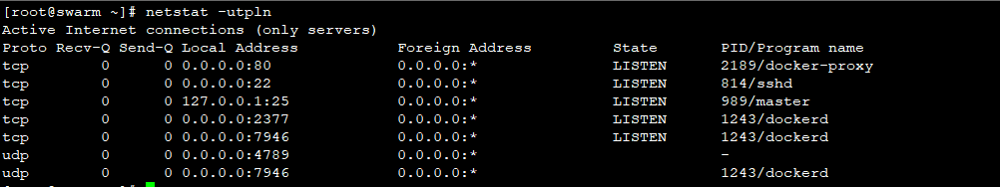 [root@swarm ~]# netstat -utpln
Active Internet connections (only servers)
Proto Recv-Q Send-Q Local Address           Foreign Address         State       PID/Program name
tcp        0      0 0.0.0.0:80              0.0.0.0:*               LISTEN      2189/docker-proxy
tcp        0      0 0.0.0.0:22              0.0.0.0:*               LISTEN      814/sshd
tcp        0      0 127.0.0.1:25            0.0.0.0:*               LISTEN      989/master
tcp        0      0 0.0.0.0:2377            0.0.0.0:*               LISTEN      1243/dockerd
tcp        0      0 0.0.0.0:7946            0.0.0.0:*               LISTEN      1243/dockerd
udp        0      0 0.0.0.0:4789            0.0.0.0:*                           -
udp        0      0 0.0.0.0:7946            0.0.0.0:*                           1243/dockerd